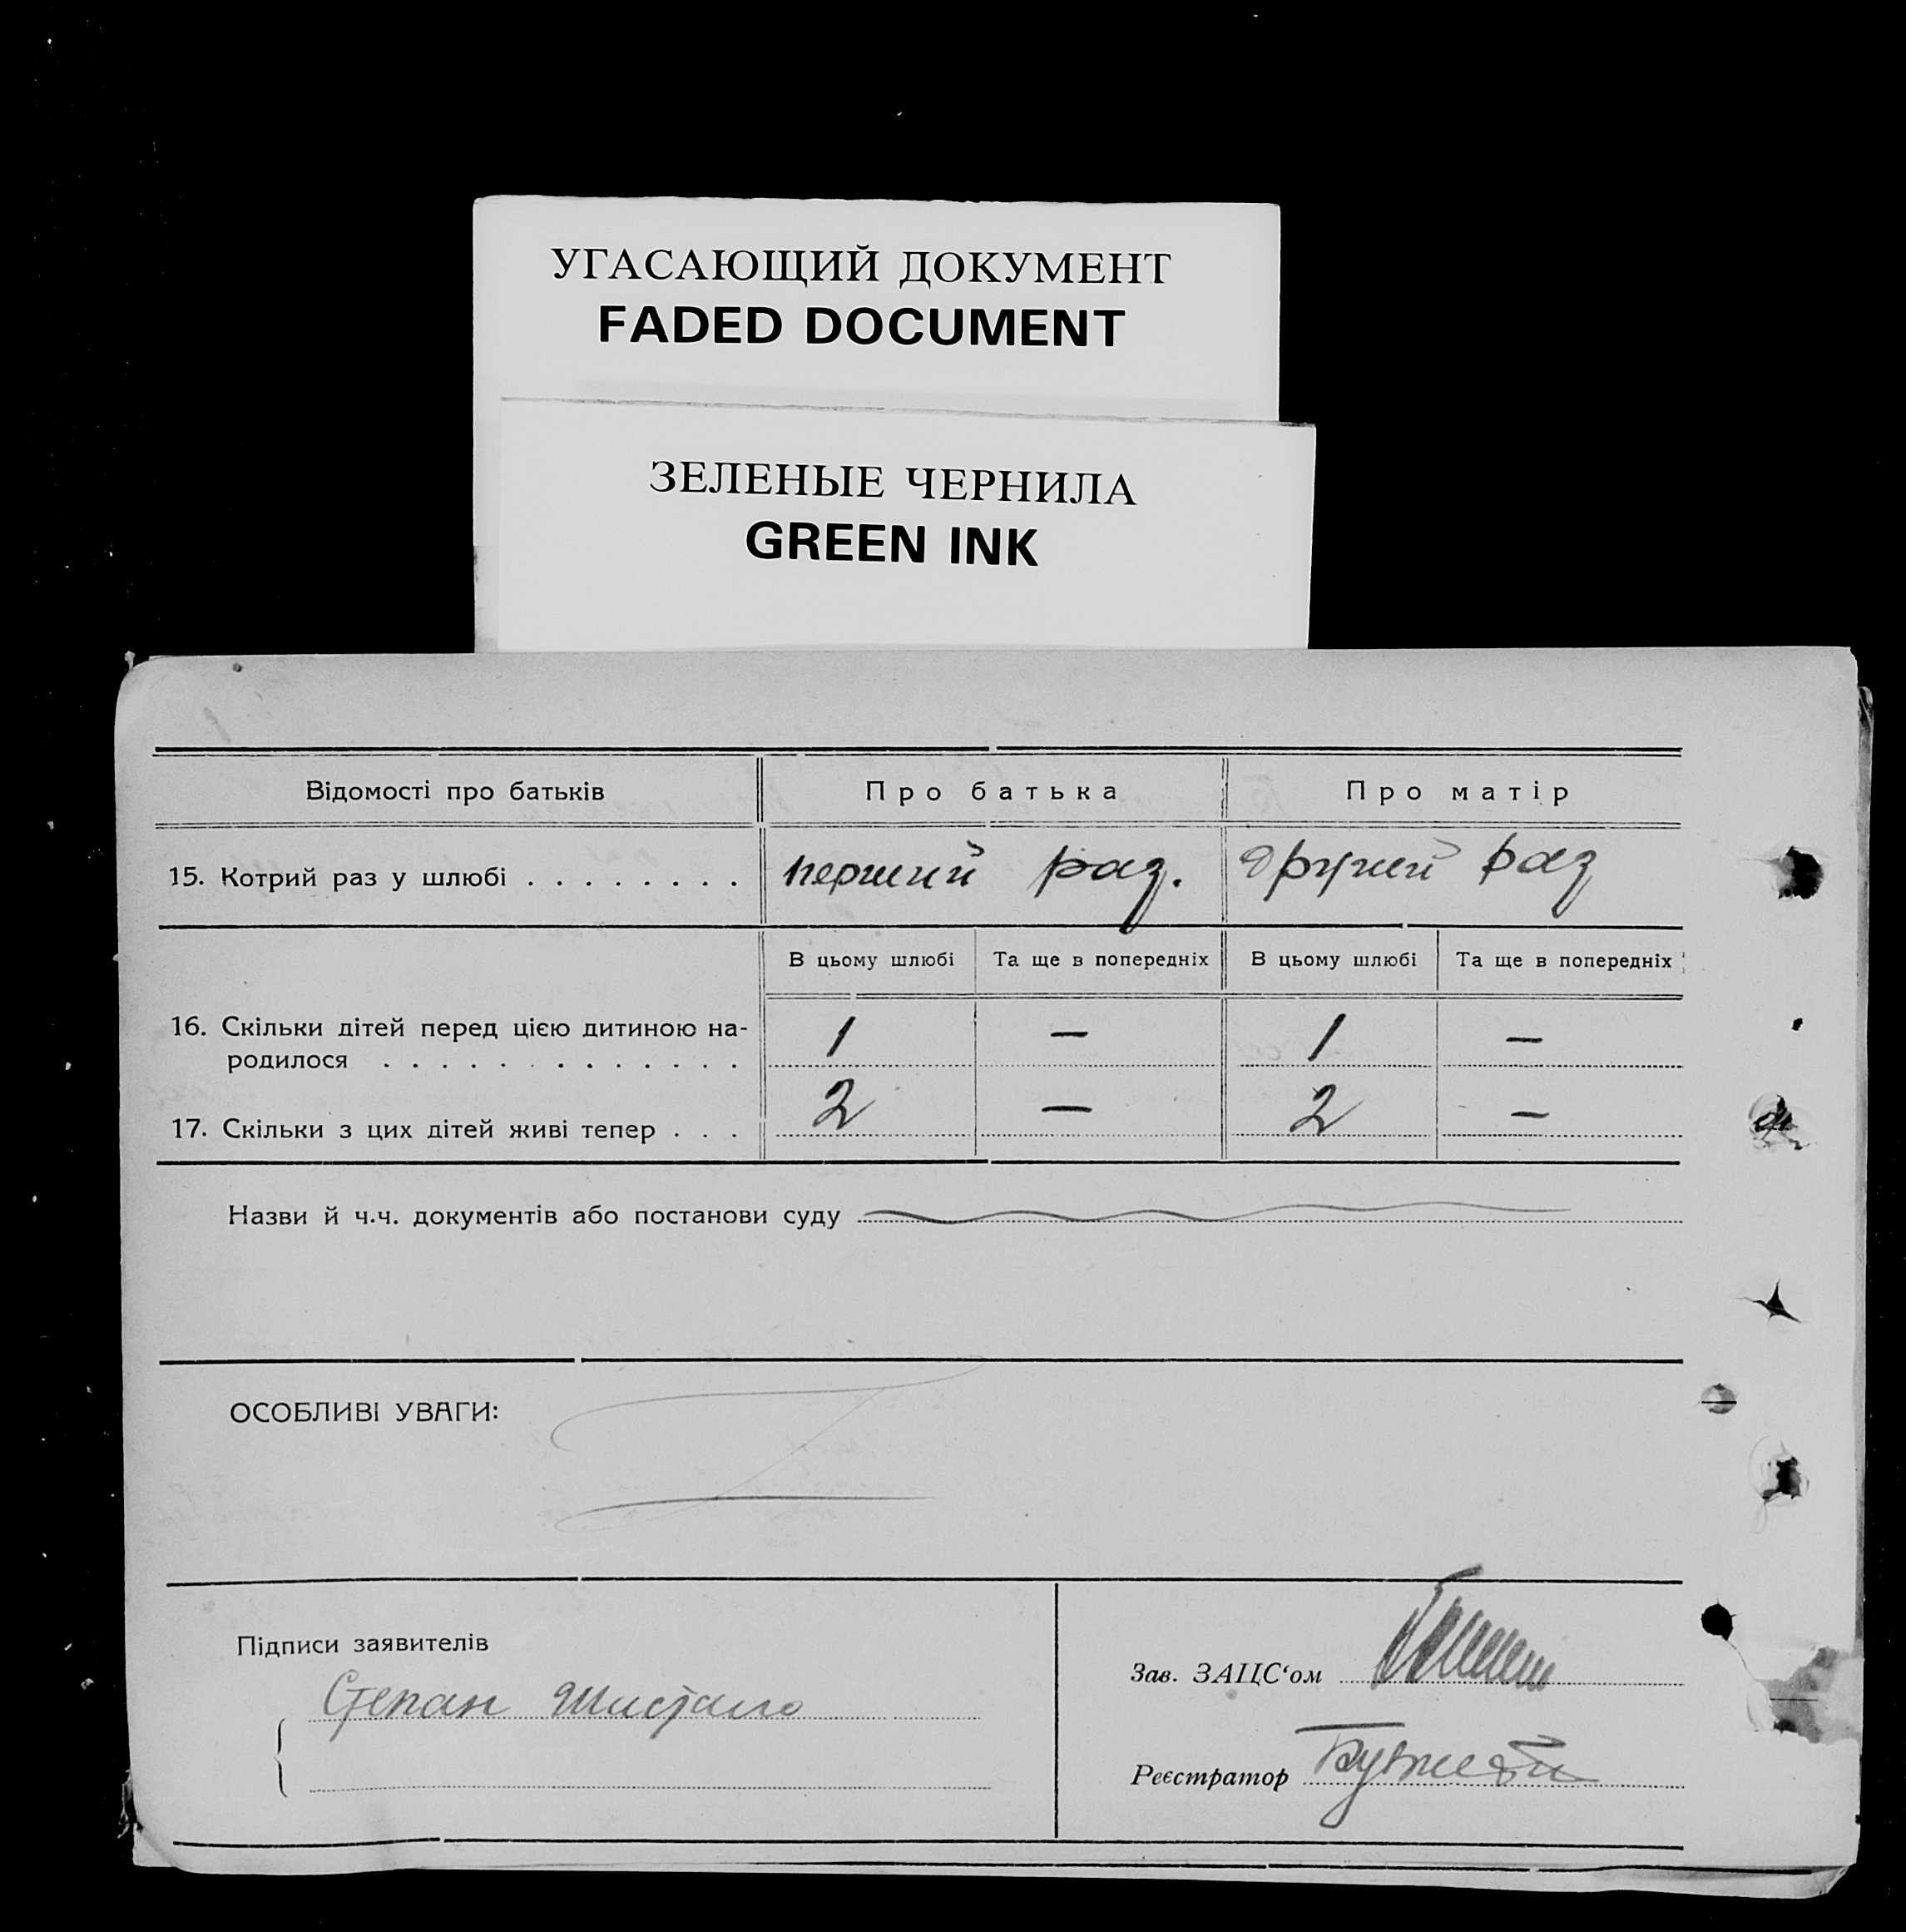 УГАСАЮЩИЙ ДОКУМЕНТ
FADED DOCUMENT
ЗЕЛЕНЫЕ ЧЕРНИЛА
GREEN INK
Відомості про батьків Про батька Про матір
15. Котрий раз у шлюбі . . . . . . . . перший раз. другий раз
В цьому шлюбі Та ще в попередніх В цьому шлюбі Та ще в попередніх
16. Скільки дітей перед цією дитиною на-
родилося . . . . . . . . . . . . . 1 — 1 —
17. Скільки з цих дітей живі тепер . . . 2 — 2 —
Назви й ч.ч. документів або постанови суду
ОСОБЛИВІ УВАГИ:
Підписи заявителів
Степан
Зав. ЗАЦС‘ом
Реєстратор